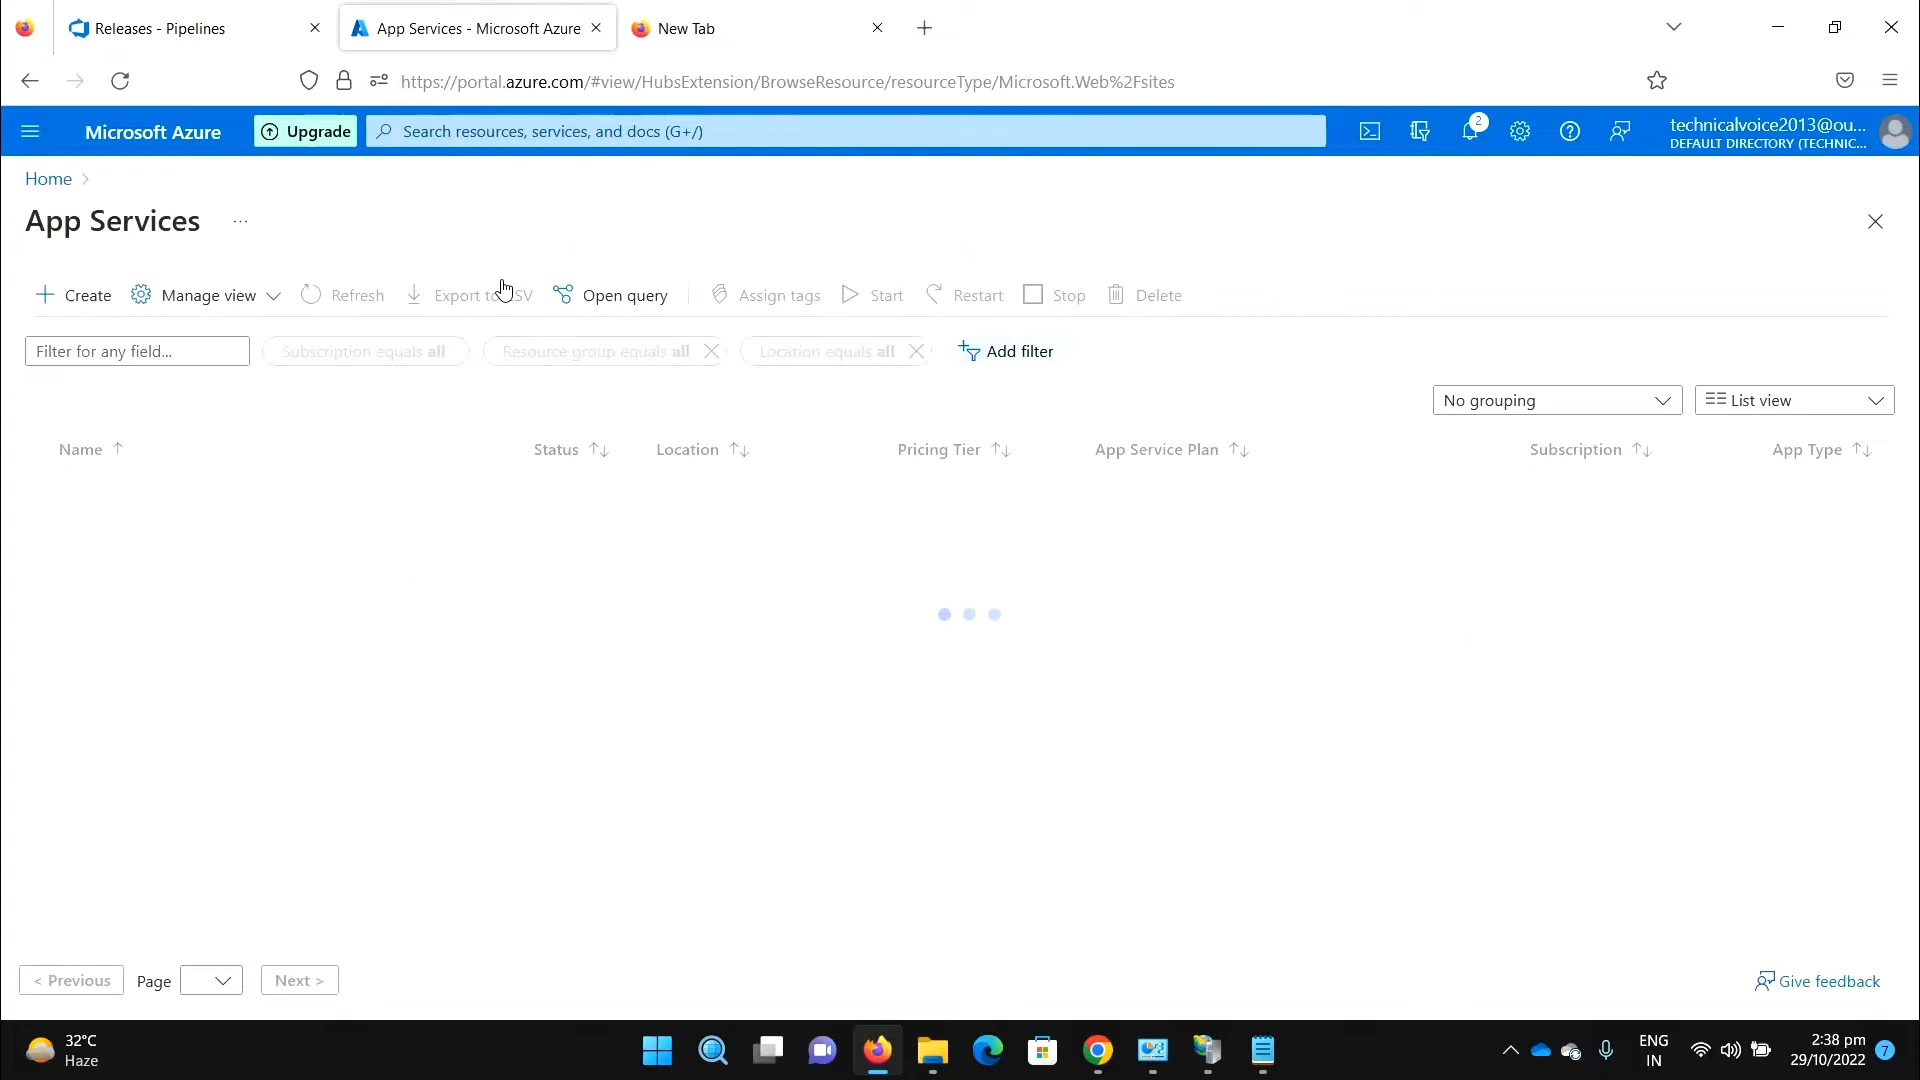 Releases - Pipelines
App Services - Microsoft Azure
New Tab
https://portal.azure.com/#view/HubsExtension/BrowseResource/resourceType/Microsoft.Web%2Fsites
Microsoft Azure
Upgrade
Search resources, services, and docs (G+/)
2
technicalvoice2013@ou...
DEFAULT DIRECTORY (TECHNIC...
Home
App Services
...
Create
Manage view
Refresh
Export to CSV
Open query
Assign tags
Start
Restart
Stop
Delete
Filter for any field...
Subscription equals all
Resource group equals all
Location equals all
Add filter
No grouping
List view
Name
Status
Location
Pricing Tier
App Service Plan
Subscription
App Type
< Previous
Page
Next >
Give feedback
32°C
Haze
ENG
IN
2:38 pm
29/10/2022
7